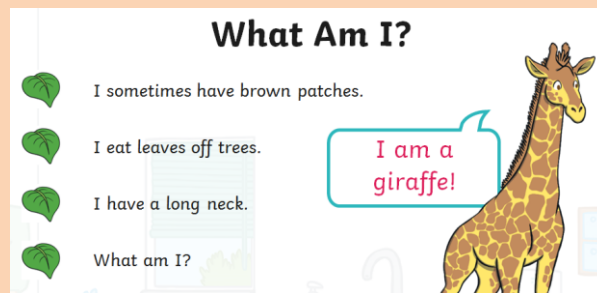 What Am I?
I sometimes have brown patches.
I eat leaves off trees.
I have a long neck.
What am I?
I am a
giraffe!